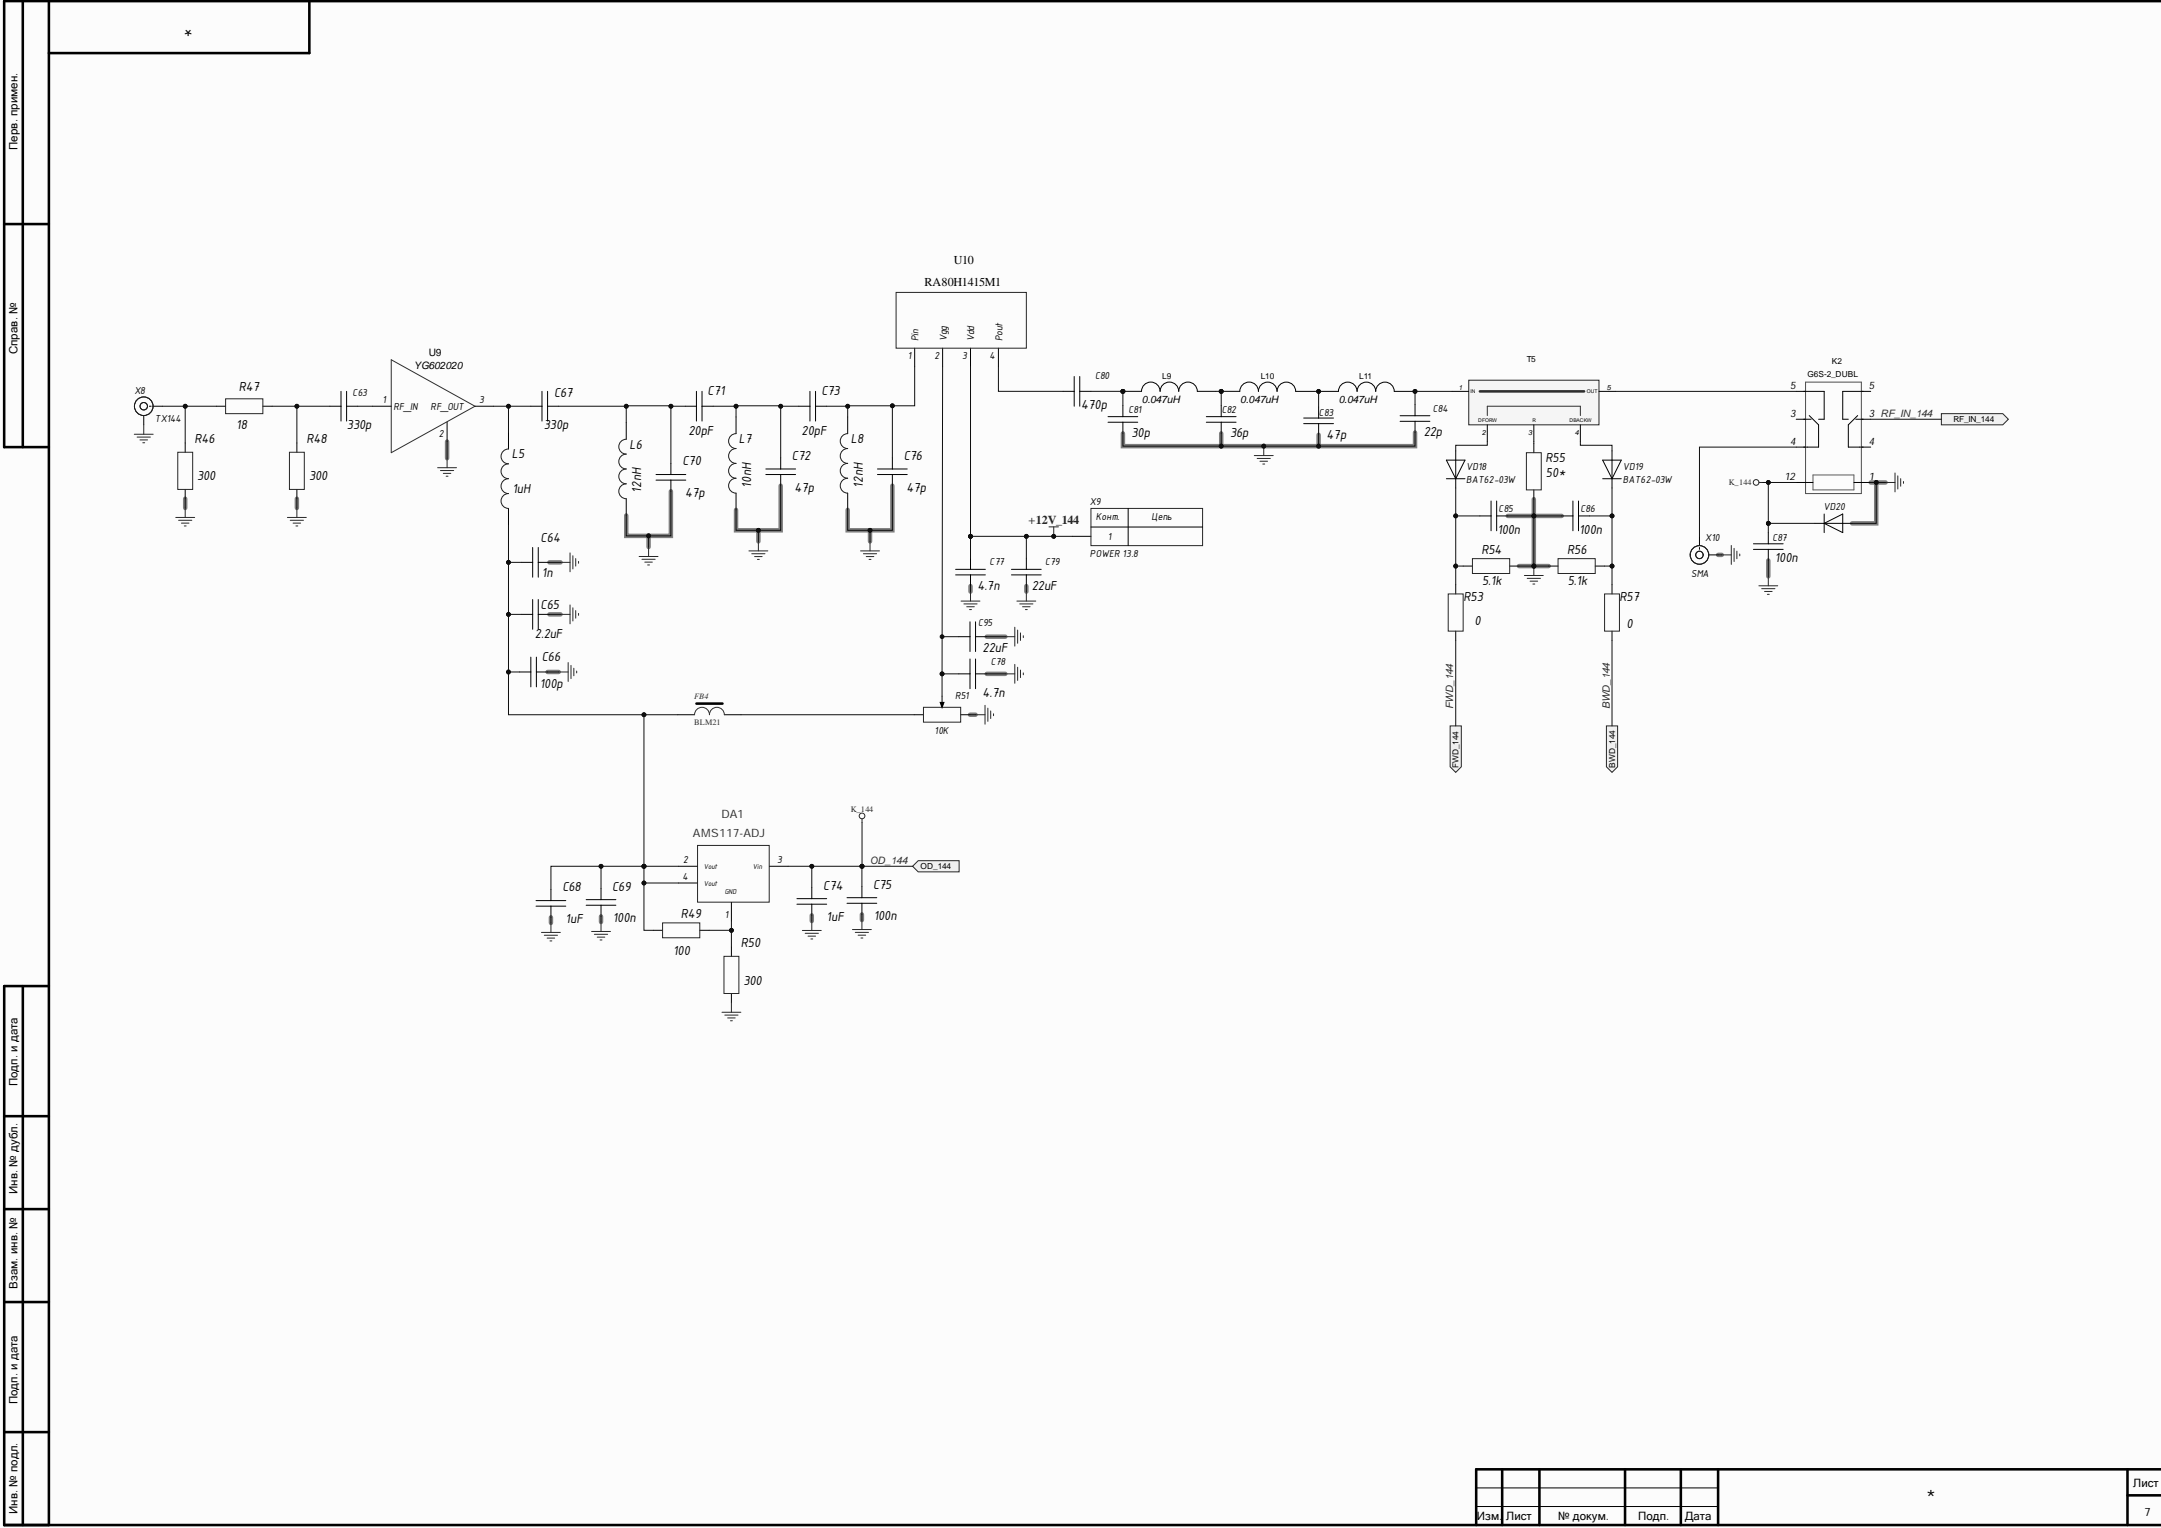 *
Перв. примен.
Справ. №
Подп. и дата
Инв. № дубл.
Взам. инв. №
Подп. и дата
Инв. № подл.
X8
TX144
R46
300
R47
18
R48
300
C63
330p
U9
YG602020
1
RF_IN
RF_OUT
3
2
L5
1uH
C64
1n
C65
2.2uF
C66
100p
C67
330p
L6
12nH
C70
47p
C71
20pF
L7
10nH
C72
47p
C73
20pF
L8
12nH
C76
47p
U10
RA80H1415M1
Pin
Vgg
Vdd
Pout
1
2
3
4
+12V_144
X9
Конт.
Цепь
1
POWER 13.8
C77
4.7n
C79
22uF
C95
22uF
C78
4.7n
R51
10K
FB4
BLM21
DA1
AMS117-ADJ
2
Vout
Vin
3
4
Vout
GND
1
K_144
OD_144
OD_144
C68
1uF
C69
100n
C74
1uF
C75
100n
R49
100
R50
300
C80
470p
L9
0.047uH
L10
0.047uH
L11
0.047uH
C81
30p
C82
36p
C83
47p
C84
22p
T5
1
IN
OUT
5
DFORW
R
DBACKW
2
3
4
VD18
BAT62-03W
R55
50*
VD19
BAT62-03W
C85
100n
C86
100n
R54
5.1k
R56
5.1k
R53
0
R57
0
FWD_144
BWD_144
FWD_144
BWD_144
K2
G6S-2_DUBL
5
5
3
3
RF_IN_144
RF_IN_144
4
4
K_144
12
1
VD20
C87
100n
X10
SMA
Изм.
Лист
№ докум.
Подп.
Дата
*
Лист
7